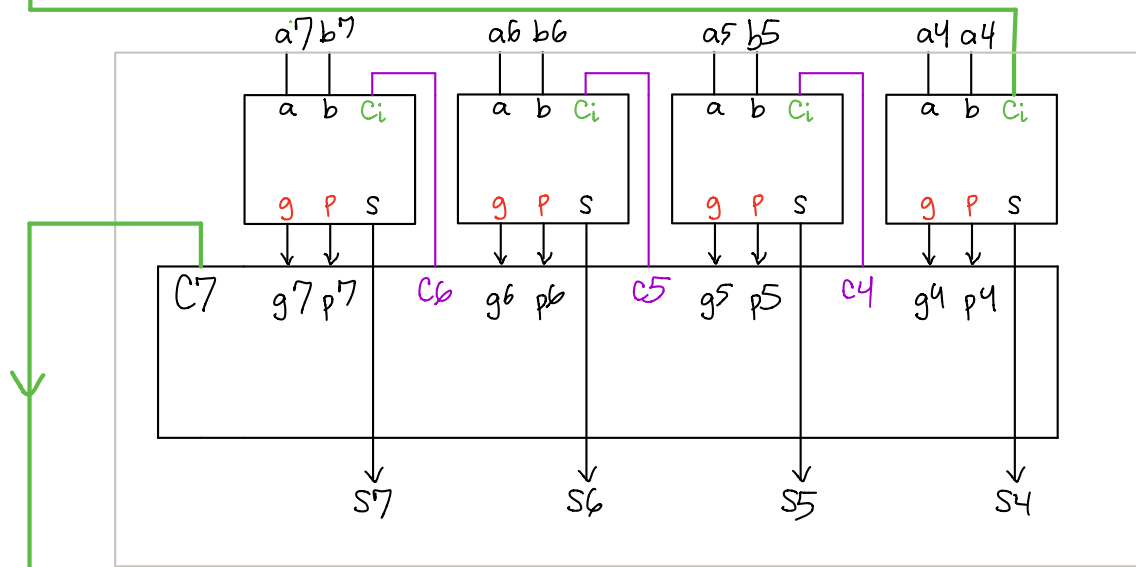 a7 b7 a6 b6 a5 b5 a4 a4
a b Ci a b Ci a b Ci a b Ci
g p s g p s g p s g p s
C7 g7 p7 C6 g6 p6 C5 g5 p5 C4 g4 p4
S7 S6 S5 S4